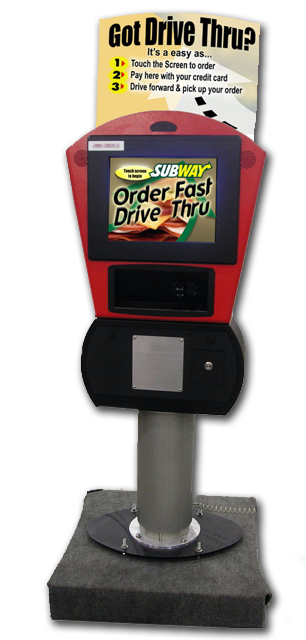 Got Drive Thru?
It's a easy as...
1 Touch the Screen to order
2 Pay here with your credit card
3 Drive forward & pick up your order
Touch screen
to begin
SUBWAY
Order Fast
Drive Thru